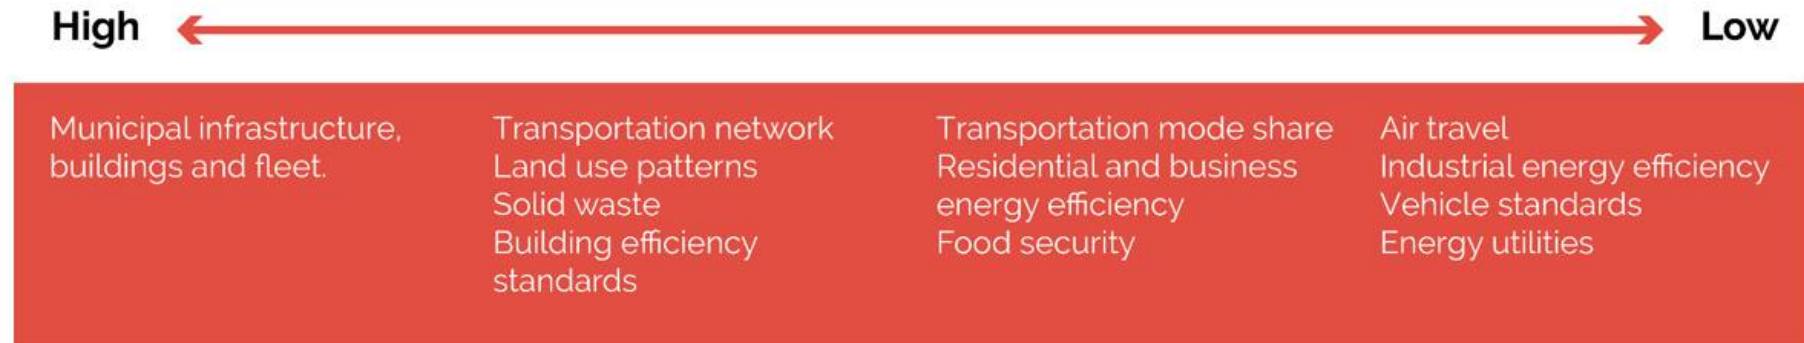 High
Low
Municipal infrastructure,
buildings and fleet.
Transportation network
Land use patterns
Solid waste
Building efficiency
standards
Transportation mode share
Residential and business
energy efficiency
Food security
Air travel
Industrial energy efficiency
Vehicle standards
Energy utilities